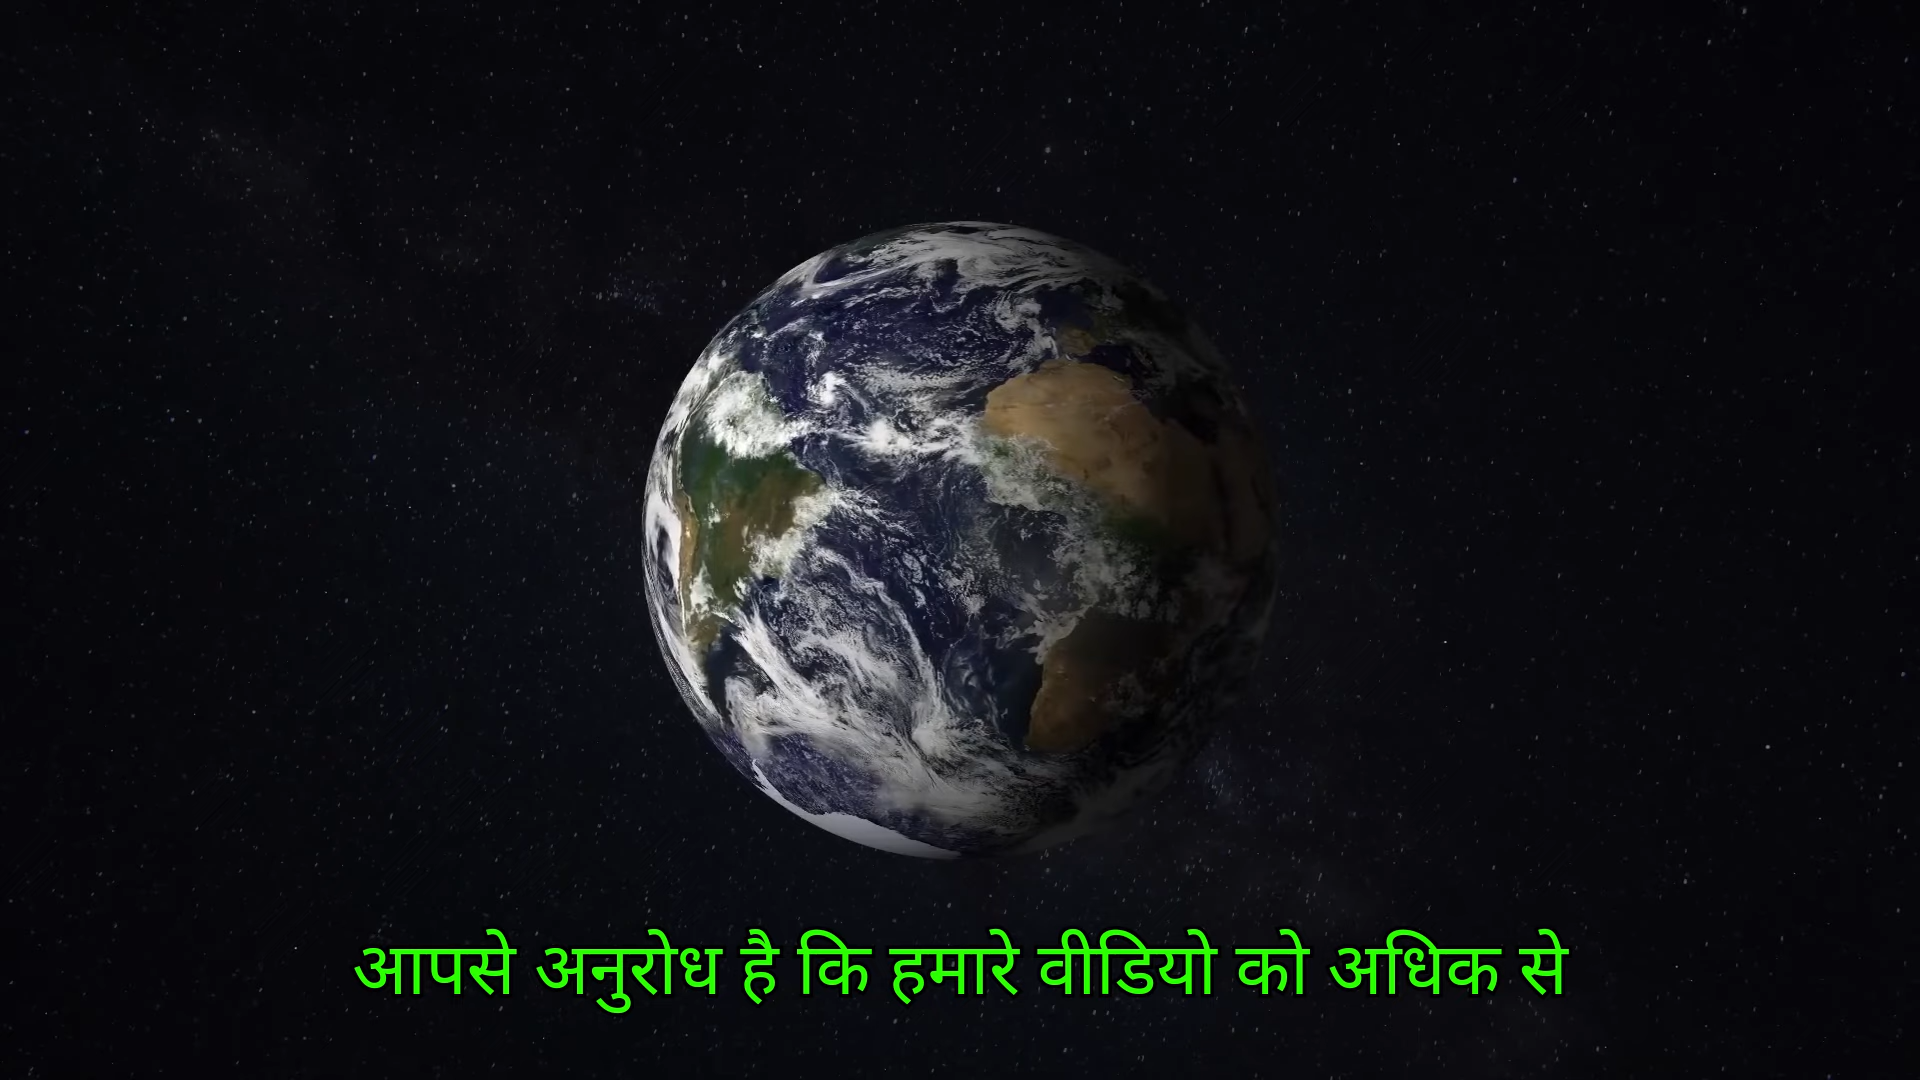 आपसे अनुरोध है कि हमारे वीडियो को अधिक से